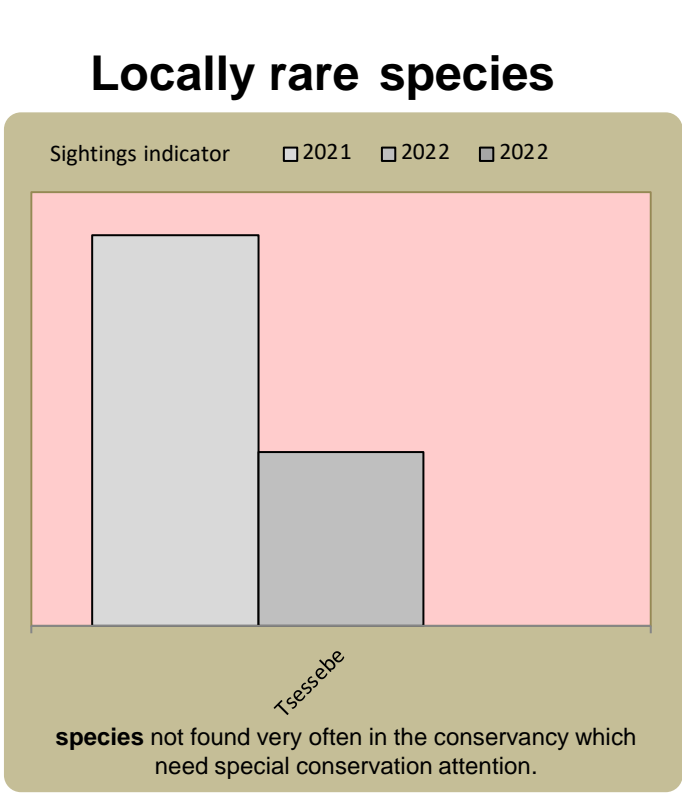 Locally rare species
Sightings indicator 2021 2022 2022
Tsessebe
species not found very often in the conservancy which
need special conservation attention.